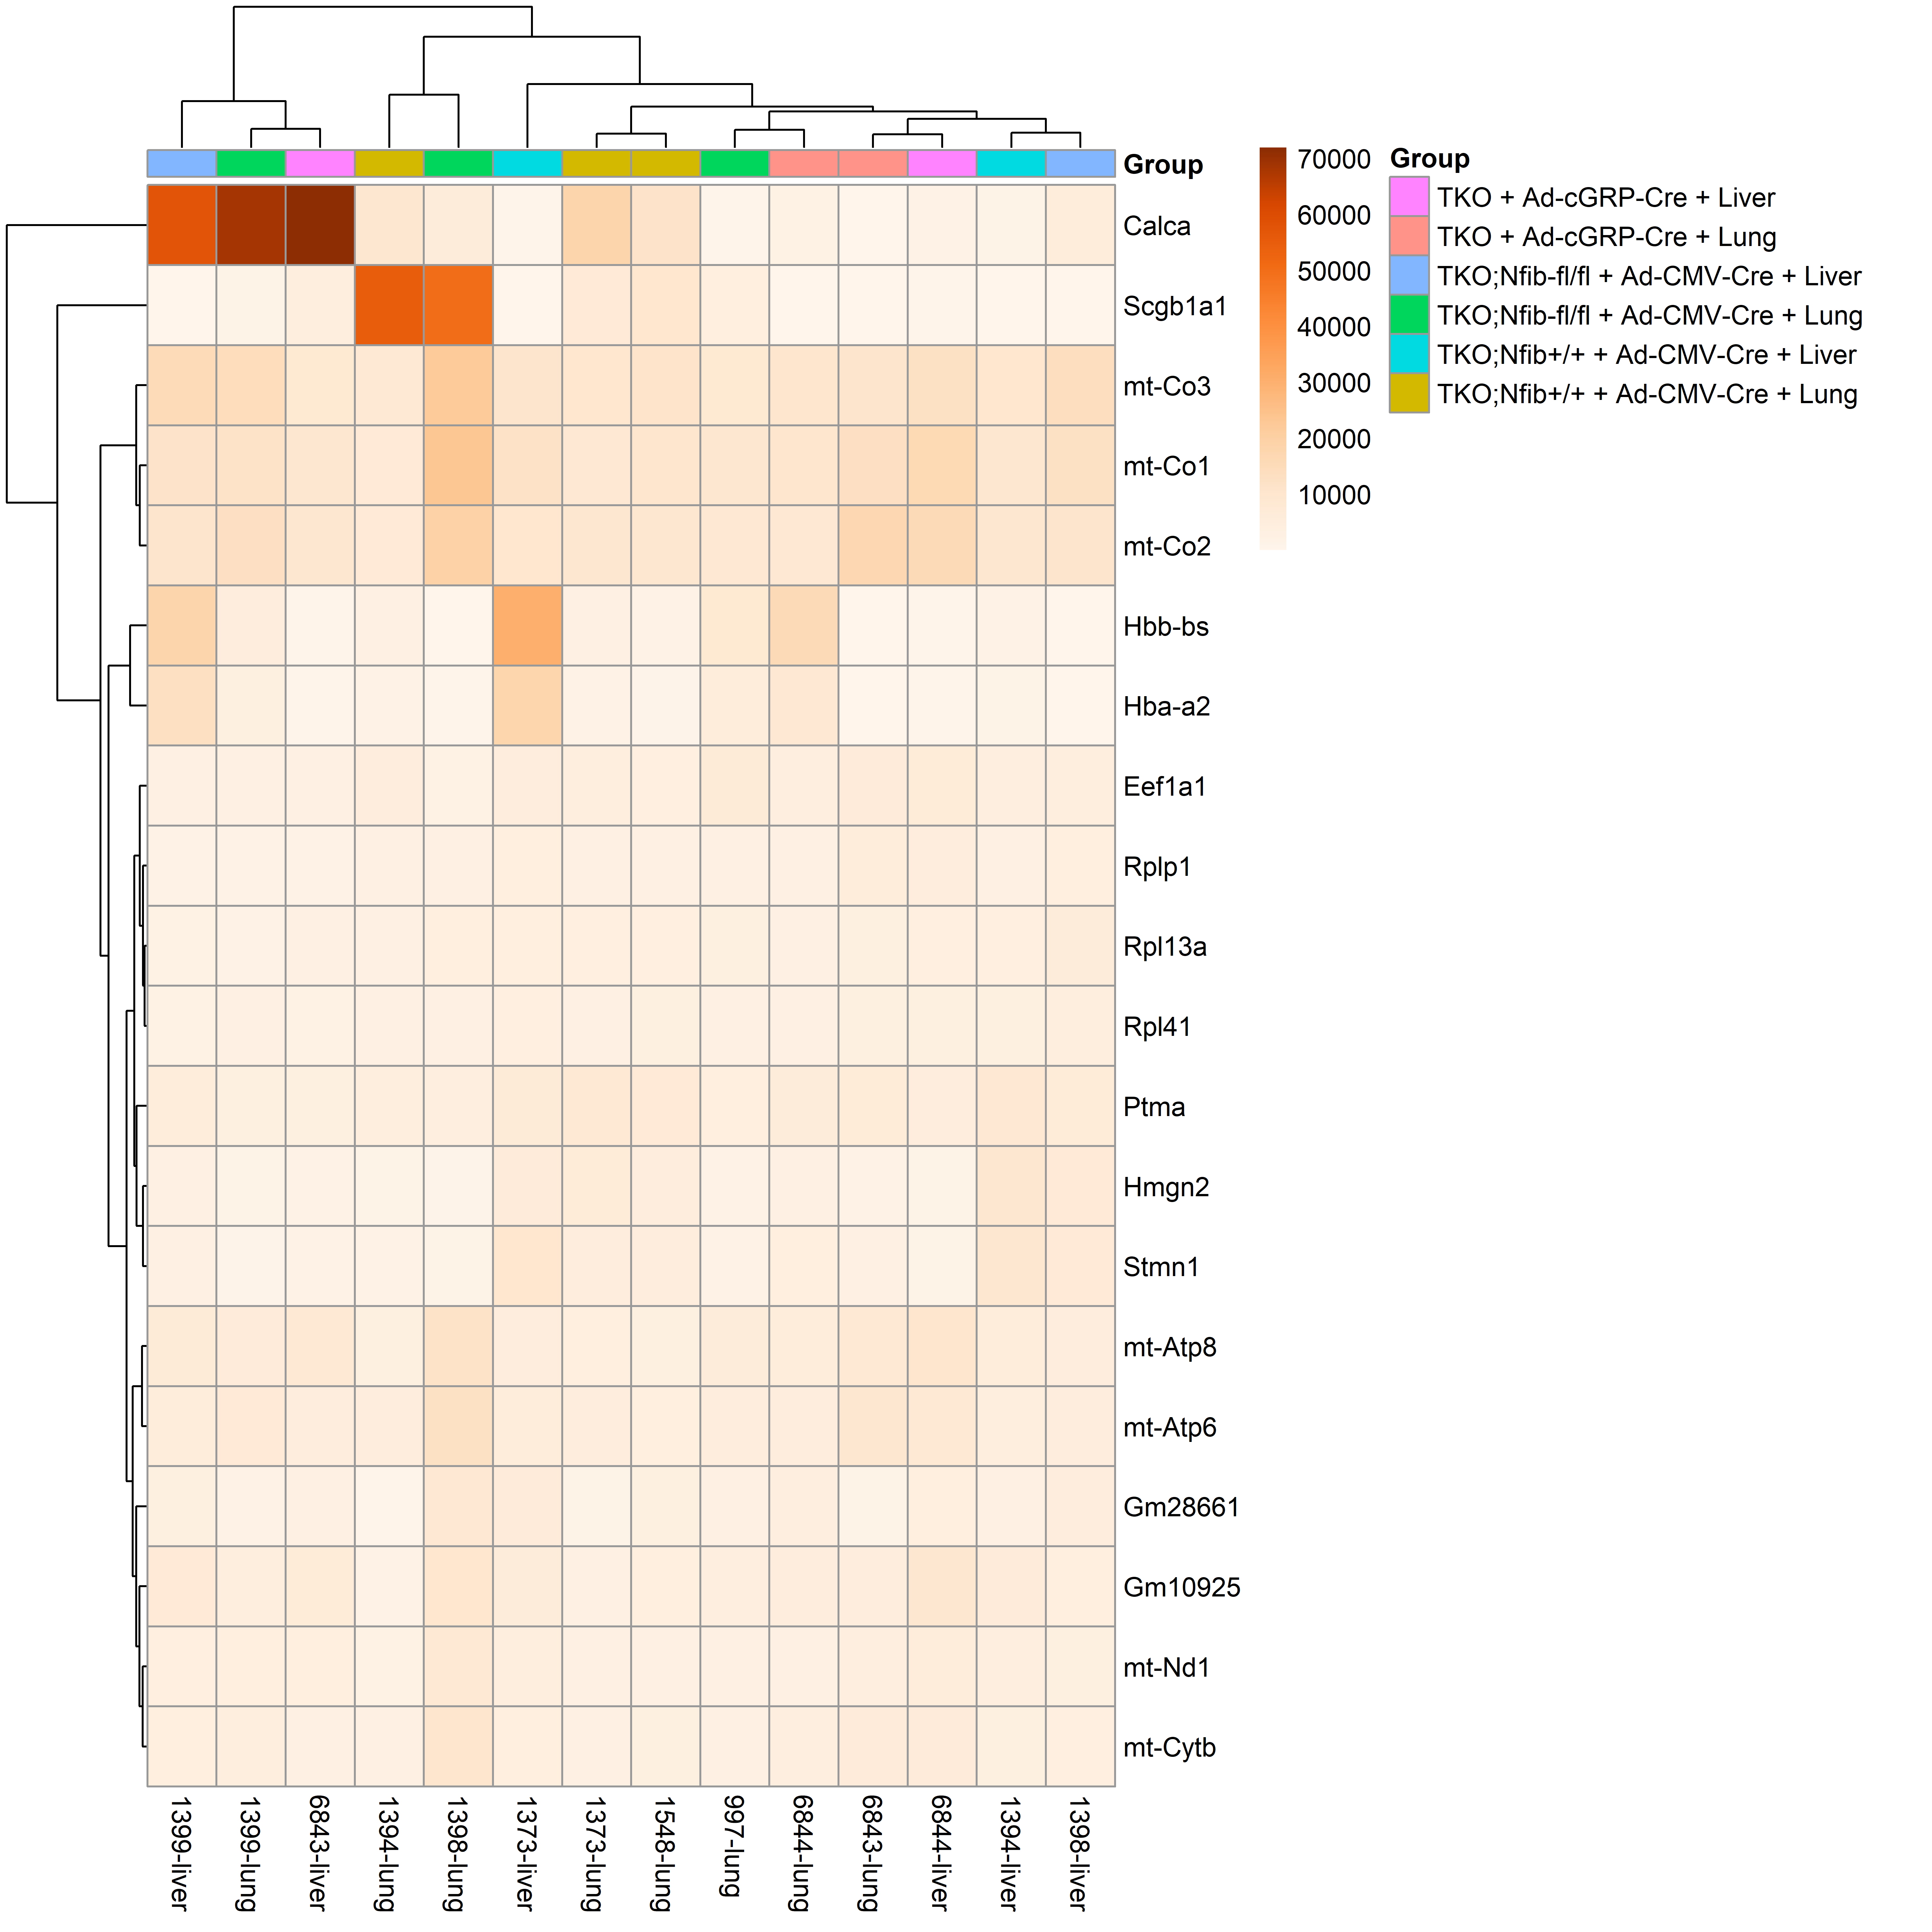 Group
Calca
Scgb1a1
mt-Co3
mt-Co1
mt-Co2
Hbb-bs
Hba-a2
Eef1a1
Rplp1
Rpl13a
Rpl41
Ptma
Hmgn2
Stmn1
mt-Atp8
mt-Atp6
Gm28661
Gm10925
mt-Nd1
mt-Cytb
1399-liver
1399-lung
6843-liver
1394-lung
1398-lung
1373-liver
1373-lung
1548-lung
997-lung
6844-lung
6843-lung
6844-liver
1394-liver
1398-liver
70000
60000
50000
40000
30000
20000
10000
Group
TKO + Ad-cGRP-Cre + Liver
TKO + Ad-cGRP-Cre + Lung
TKO;Nfib-fl/fl + Ad-CMV-Cre + Liver
TKO;Nfib-fl/fl + Ad-CMV-Cre + Lung
TKO;Nfib+/+ + Ad-CMV-Cre + Liver
TKO;Nfib+/+ + Ad-CMV-Cre + Lung